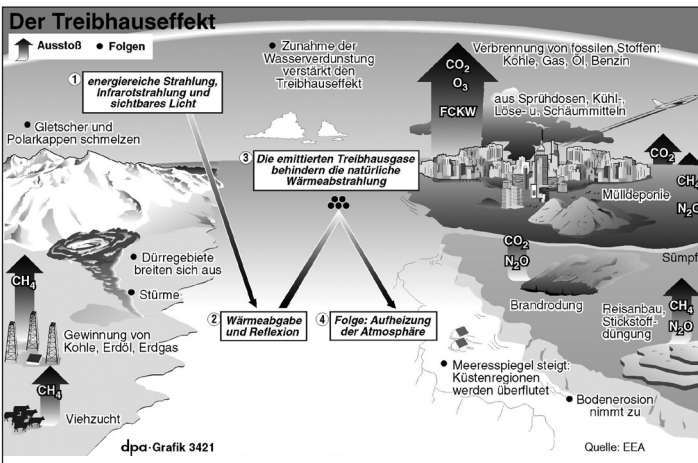 Der Treibhauseffekt
Ausstoß • Folgen
① energiereiche Strahlung,
Infrarotstrahlung und
sichtbares Licht
• Zunahme der
Wasserverdunstung
verstärkt den
Treibhauseffekt
CO₂
O₃
FCKW
Verbrennung von fossilen Stoffen:
Kohle, Gas, Öl, Benzin
aus Sprühdosen, Kühl-,
Löse- u. Schäummitteln
• Gletscher und
Polarkappen schmelzen
③ Die emittierten Treibhausgase
behindern die natürliche
Wärmeabstrahlung
CO₂
CH₄
N₂O
Mülldeponie
Sümpf
• Dürregebiete
breiten sich aus
• Stürme
CH₄
Gewinnung von
Kohle, Erdöl, Erdgas
② Wärmeabgabe
und Reflexion
④ Folge: Aufheizung
der Atmosphäre
CO₂
N₂O
Brandrodung
Reisanbau,
Stickstoff-
düngung
CH₄
N₂O
CH₄
Viehzucht
• Meeresspiegel steigt:
Küstenregionen
werden überflutet
• Bodenerosion
nimmt zu
dpa-Grafik 3421
Quelle: EEA